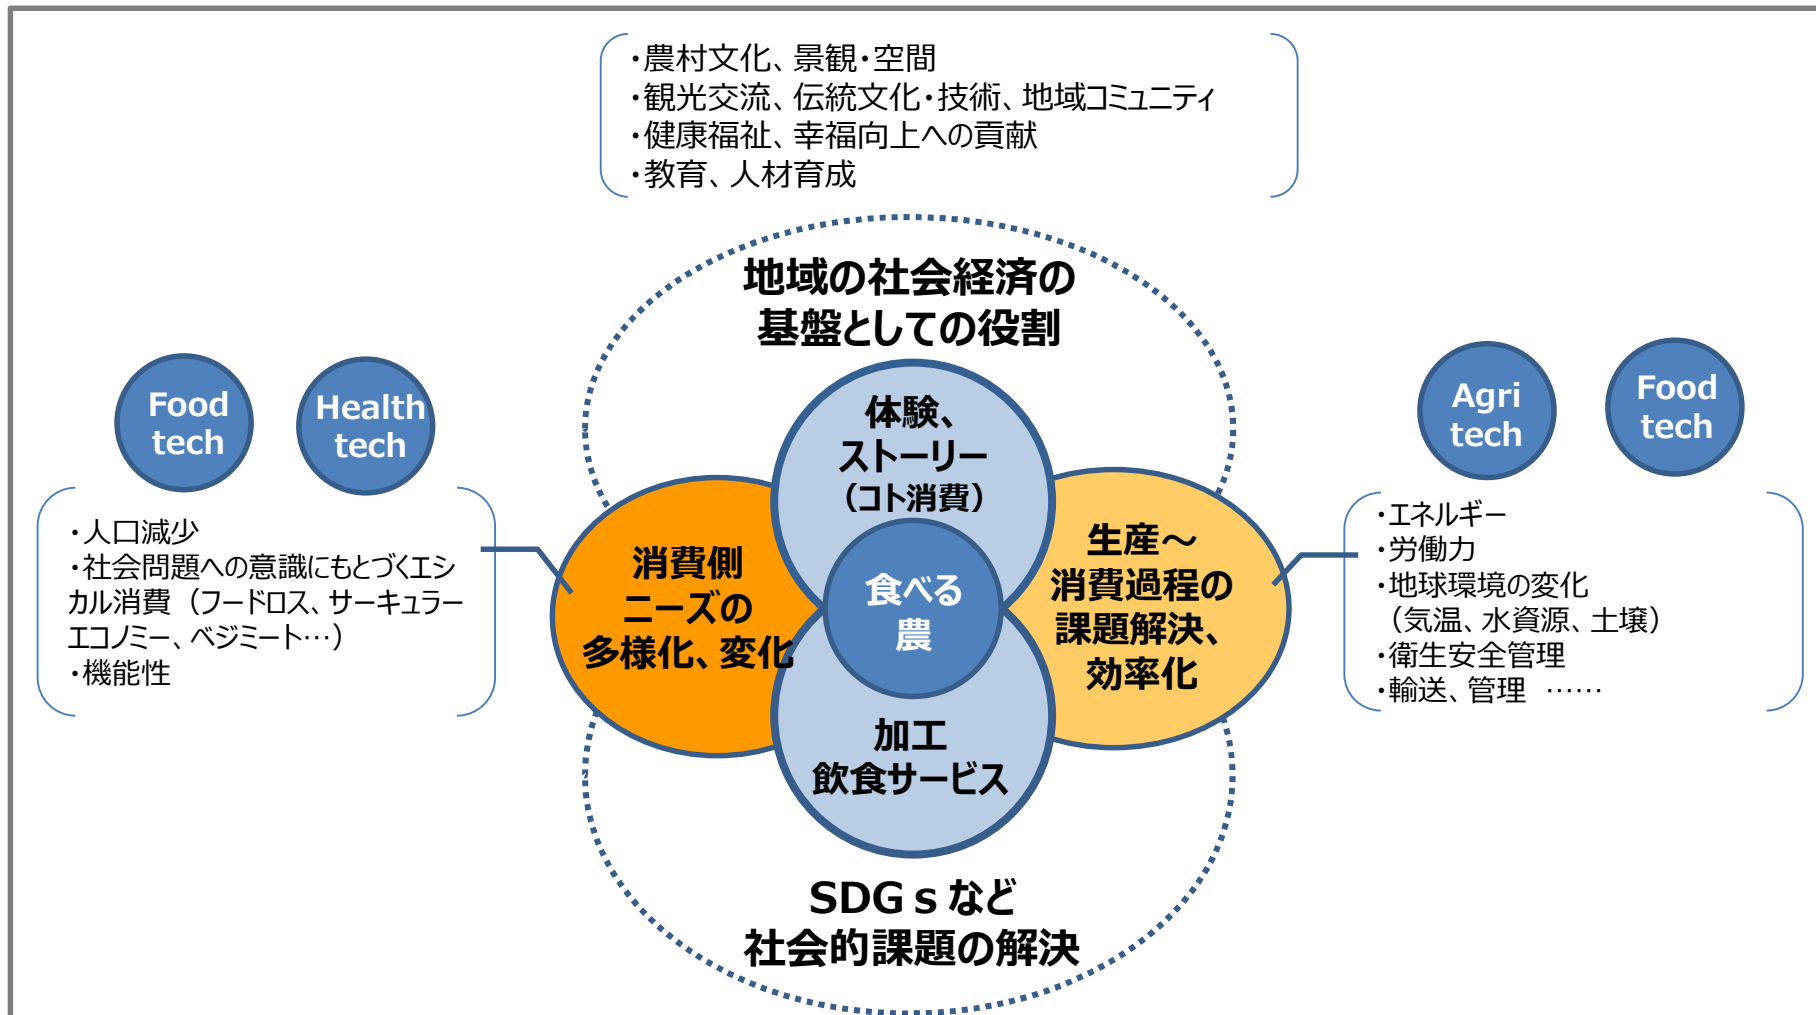 ・農村文化、景観・空間
・観光交流、伝統文化・技術、地域コミュニティ
・健康福祉、幸福向上への貢献
・教育、人材育成
地域の社会経済の
基盤としての役割
Food
tech
Health
tech
・人口減少
・社会問題への意識にもとづくエシ
カル消費（フードロス、サーキュラー
エコノミー、ベジミート…）
・機能性
消費側
ニーズの
多様化、変化
体験、
ストーリー
（コト消費）
食べる
農
加工
飲食サービス
生産～
消費過程の
課題解決、
効率化
Agri
tech
Food
tech
・エネルギー
・労働力
・地球環境の変化
（気温、水資源、土壌）
・衛生安全管理
・輸送、管理 ……
SDGｓなど
社会的課題の解決